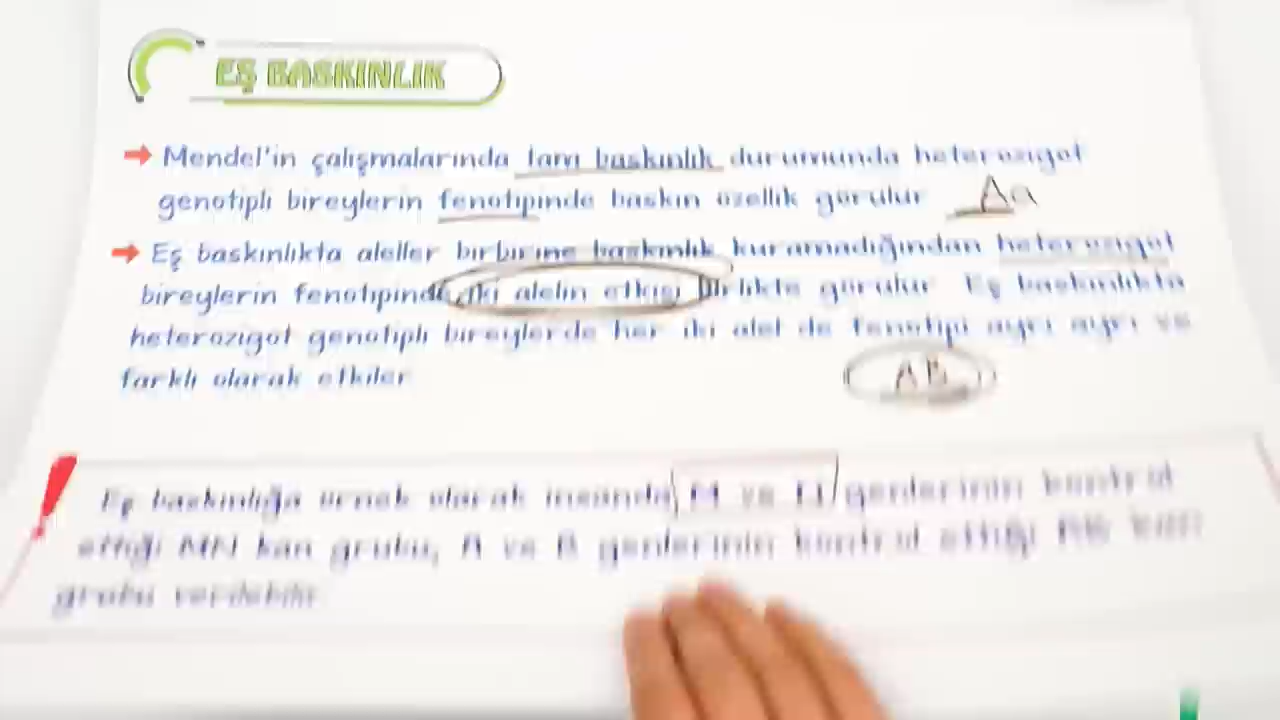 EŞ BASKINLIK
Mendel'in çalışmalarında tam baskınlık durumunda heterozigot
genotipli bireylerin fenotipinde baskın özellik görülür Aa
Eş baskınlıkta aleller birbirine baskınlık kuramadığından heterozigot
bireylerin fenotipinde iki alelin etkisi birlikte görülür Eş baskınlıkta
heterozigot genotipli bireylerde her iki alel de fenotipi ayrı ayrı ve
farklı olarak etkiler
AB
Eş baskınlığa örnek olarak insanda M ve N genlerinin kontrol
ettiği MN kan grubu, A ve B genlerinin kontrol ettiği AB kan
grubu verilebilir